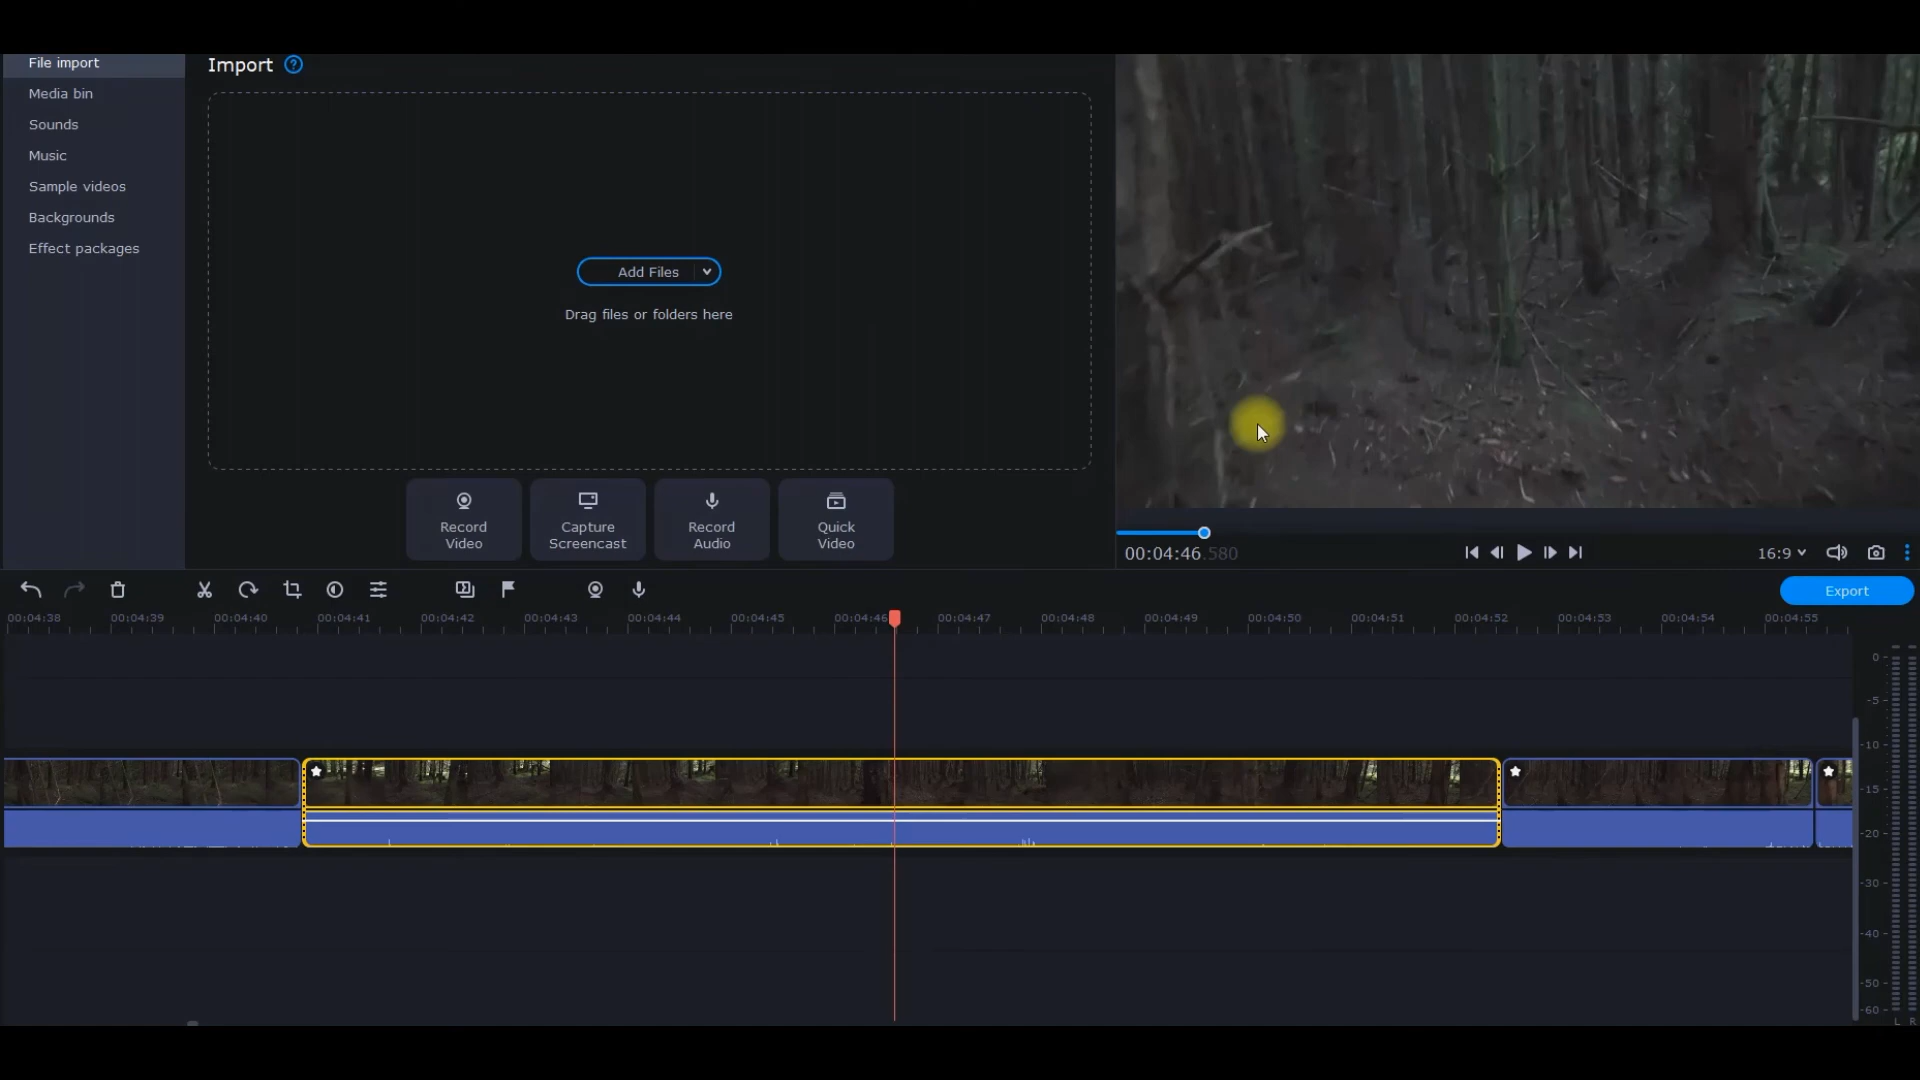 File import
Import ?
Media bin
Sounds
Music
Sample videos
Backgrounds
Effect packages
Add Files
Drag files or folders here
Record Video
Capture Screencast
Record Audio
Quick Video
00:04:46.580
16:9
Export
00:04:38 00:04:39 00:04:40 00:04:41 00:04:42 00:04:43 00:04:44 00:04:45 00:04:46 00:04:47 00:04:48 00:04:49 00:04:50 00:04:51 00:04:52 00:04:53 00:04:54 00:04:55
0
-5
-10
-15
-20
-30
-40
-50
-60
L R